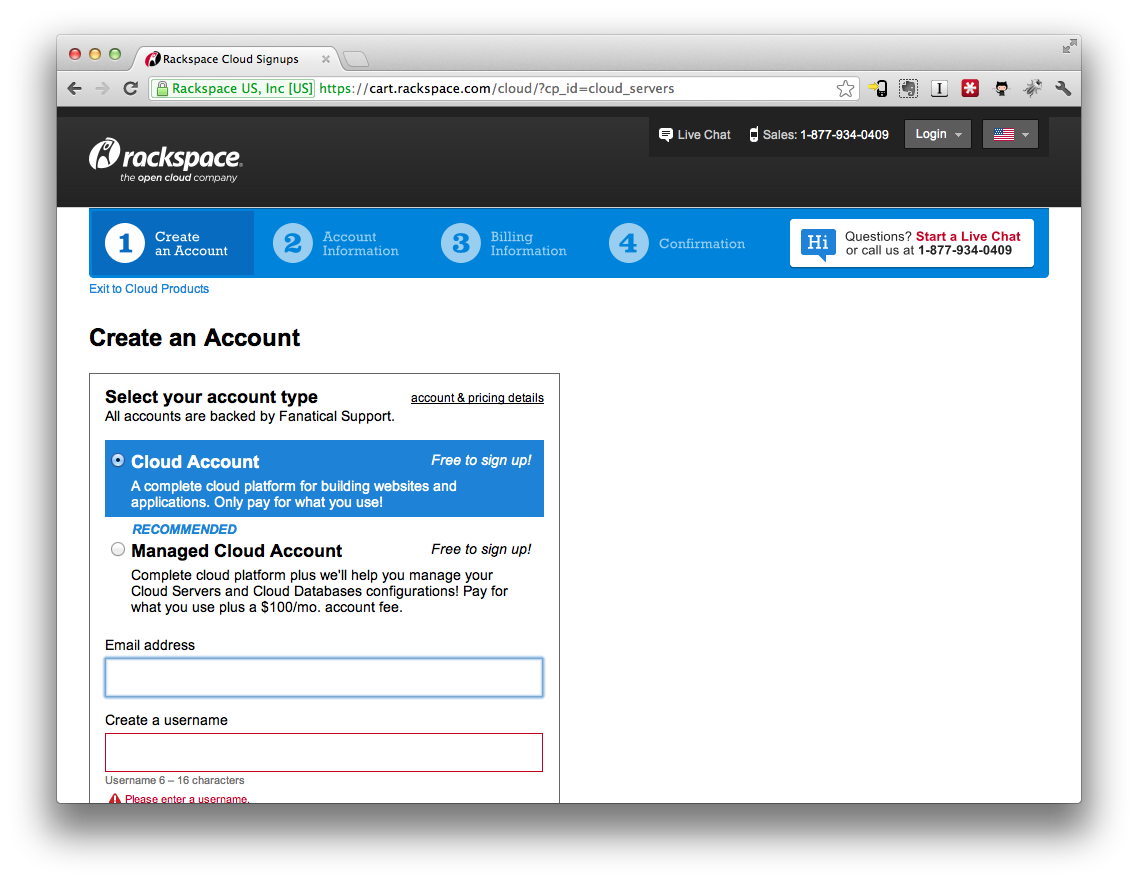 Rackspace Cloud Signups
Rackspace US, Inc [US] https://cart.rackspace.com/cloud/?cp_id=cloud_servers
Live Chat
Sales: 1-877-934-0409
Login
rackspace®
the open cloud company
1 Create
an Account
2 Account
Information
3 Billing
Information
4 Confirmation
Hi
Questions? Start a Live Chat
or call us at 1-877-934-0409
Exit to Cloud Products
Create an Account
Select your account type
account & pricing details
All accounts are backed by Fanatical Support.
Cloud Account
Free to sign up!
A complete cloud platform for building websites and
applications. Only pay for what you use!
RECOMMENDED
Managed Cloud Account
Free to sign up!
Complete cloud platform plus we'll help you manage your
Cloud Servers and Cloud Databases configurations! Pay for
what you use plus a $100/mo. account fee.
Email address
Create a username
Username 6 – 16 characters
Please enter a username.